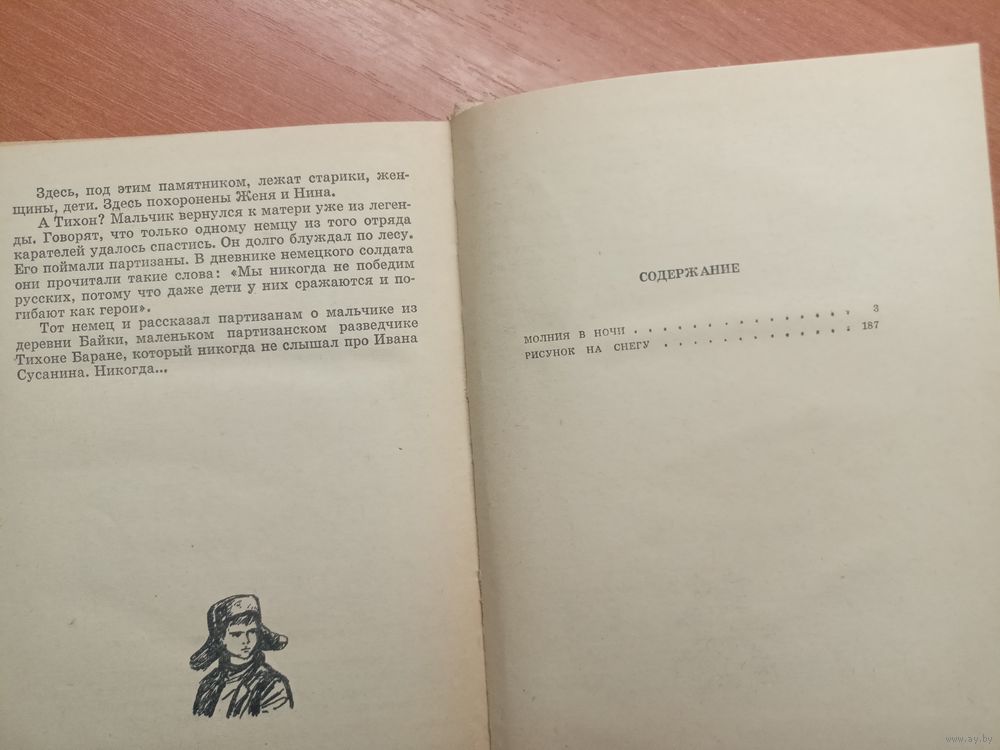 Здесь, под этим памятником, лежат старики, жен-
щины, дети. Здесь похоронены Женя и Нина.
А Тихон? Мальчик вернулся к матери уже из леген-
ды. Говорят, что только одному немцу из того отряда
карателей удалось спастись. Он долго блуждал по лесу.
Его поймали партизаны. В дневнике немецкого солдата
они прочитали такие слова: «Мы никогда не победим
русских, потому что даже дети у них сражаются и по-
гибают как герои».
Тот немец и рассказал партизанам о мальчике из
деревни Байки, маленьком партизанском разведчике
Тихоне Баране, который никогда не слышал про Ивана
Сусанина. Никогда...
СОДЕРЖАНИЕ
МОЛНИЯ В НОЧИ . . . . . . . . . . . . . . 3
РИСУНОК НА СНЕГУ . . . . . . . . . . . . 187
www.ay.by